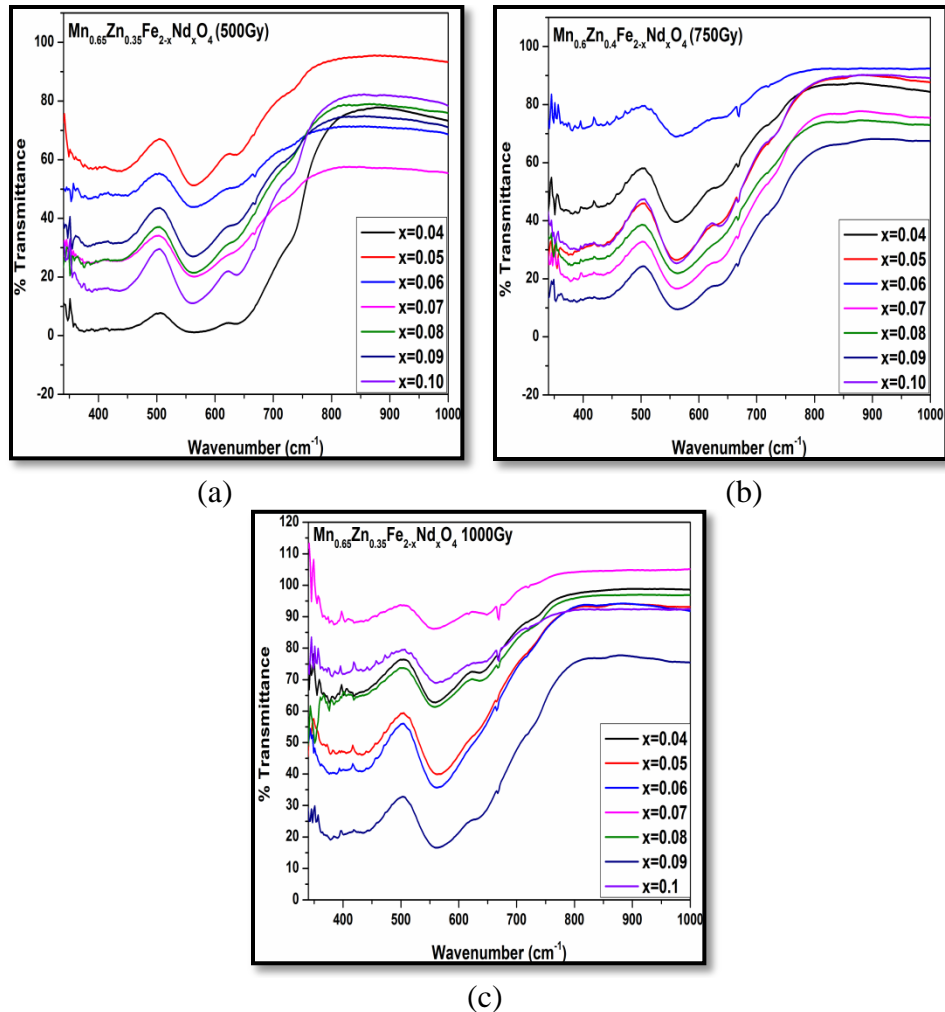 Mn0.65Zn0.35Fe2-xNdxO4 (500Gy)
% Transmittance
100
80
60
40
20
0
-20
x=0.04
x=0.05
x=0.06
x=0.07
x=0.08
x=0.09
x=0.10
400 500 600 700 800 900 1000
Wavenumber (cm-1)
(a)
Mn0.6Zn0.4Fe2-xNdxO4 (750Gy)
% Transmittance
100
80
60
40
20
0
20
x=0.04
x=0.05
x=0.06
x=0.07
x=0.08
x=0.09
x=0.10
400 500 600 700 800 900 1000
Wavenumber (cm-1)
(b)
Mn0.65Zn0.35Fe2-xNdxO4 1000Gy
% Transmittance
120
110
100
90
80
70
60
50
40
30
20
10
0
x=0.04
x=0.05
x=0.06
x=0.07
x=0.08
x=0.09
x=0.1
400 500 600 700 800 900 1000
Wavenumber (cm-1)
(c)